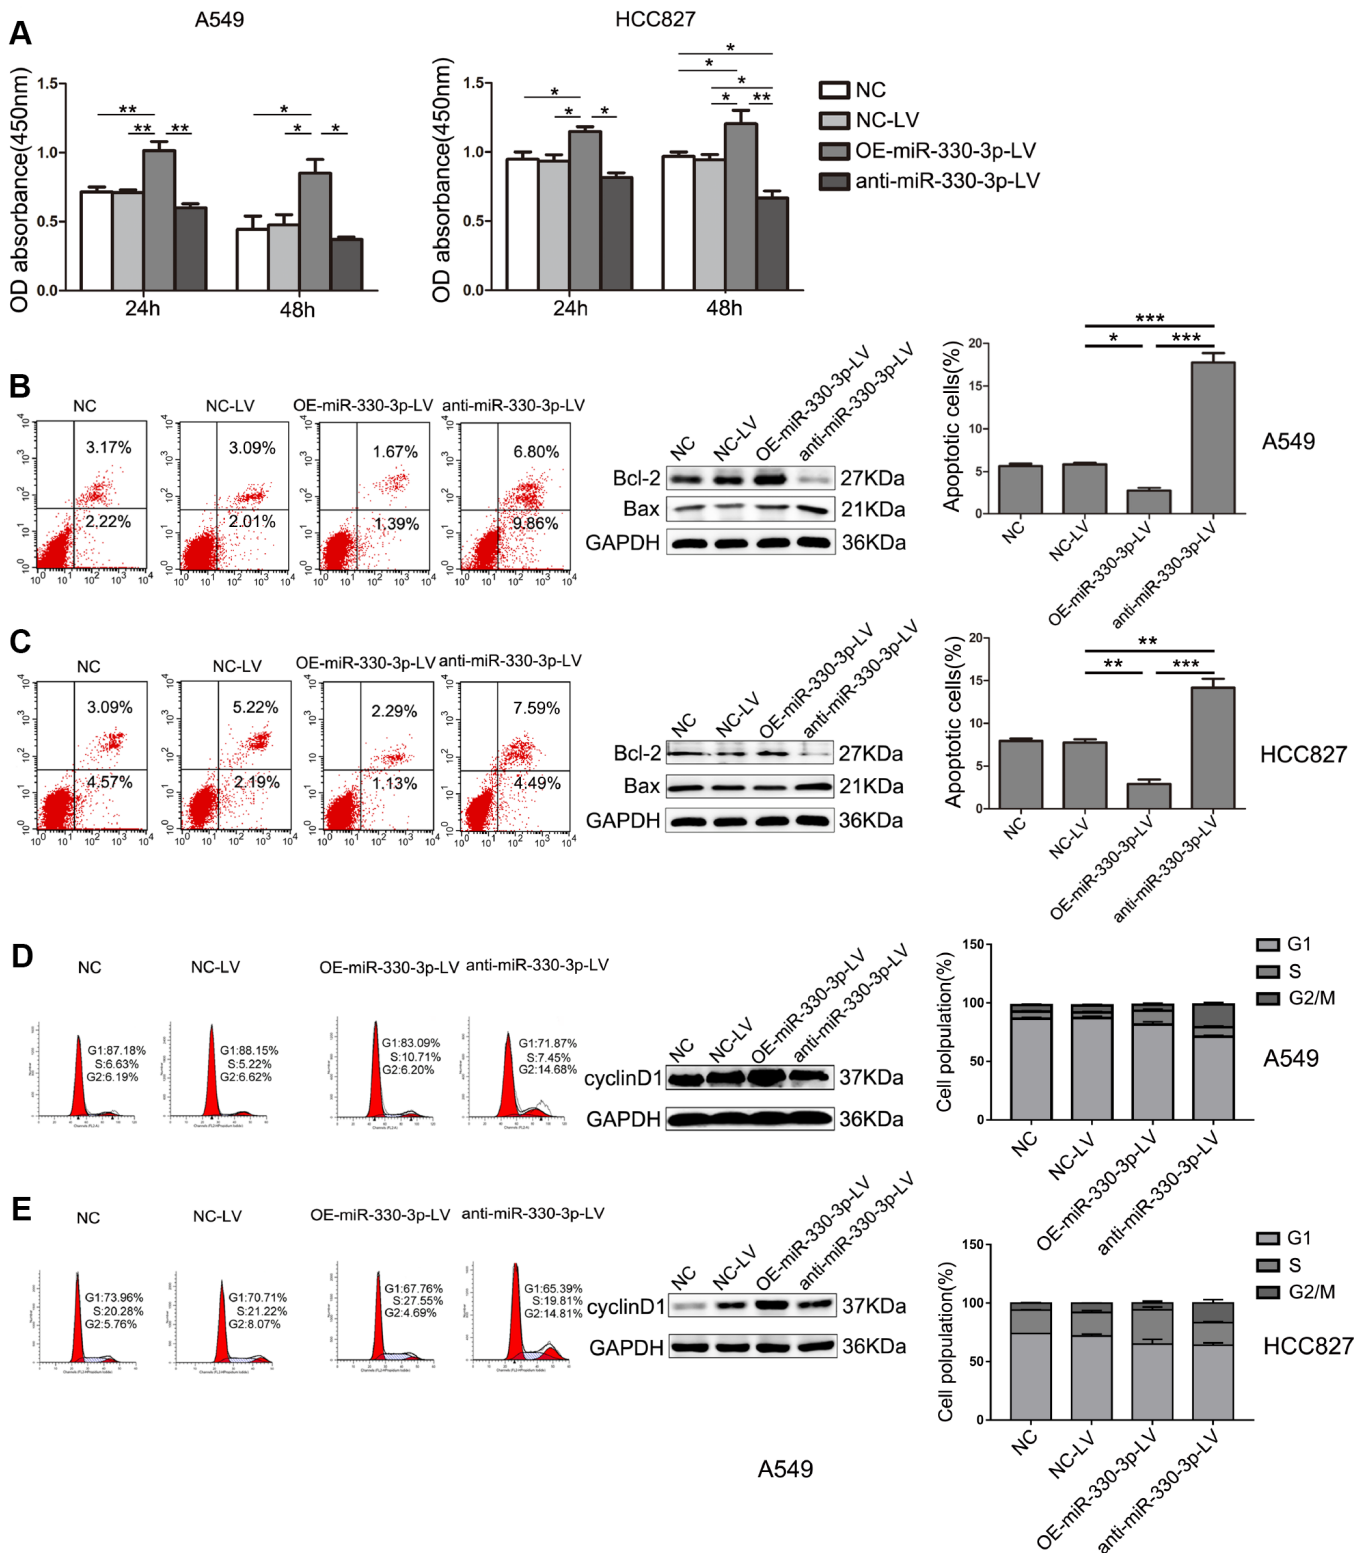 A
A549
HCC827
OD absorbance(450nm)
1.5
1.0
0.5
0.0
** ** **
* * *
24h
48h
OD absorbance(450nm)
1.5
1.0
0.5
0.0
* * *
* * * * **
24h
48h
NC
NC-LV
OE-miR-330-3p-LV
anti-miR-330-3p-LV
B
NC
NC-LV
OE-miR-330-3p-LV
anti-miR-330-3p-LV
3.17%
2.22%
3.09%
2.01%
1.67%
1.39%
6.80%
9.86%
NC
NC-LV
OE-miR-330-3p-LV
anti-miR-330-3p-LV
Bcl-2 27KDa
Bax 21KDa
GAPDH 36KDa
Apoptotic cells(%)
20
15
10
5
0
***
* ***
NC
NC-LV
OE-miR-330-3p-LV
anti-miR-330-3p-LV
A549
C
NC
NC-LV
OE-miR-330-3p-LV
anti-miR-330-3p-LV
3.09%
4.57%
5.22%
2.19%
2.29%
1.13%
7.59%
4.49%
NC
NC-LV
OE-miR-330-3p-LV
anti-miR-330-3p-LV
Bcl-2 27KDa
Bax 21KDa
GAPDH 36KDa
Apoptotic cells(%)
20
15
10
5
0
**
** ***
NC
NC-LV
OE-miR-330-3p-LV
anti-miR-330-3p-LV
HCC827
D
NC
NC-LV
OE-miR-330-3p-LV
anti-miR-330-3p-LV
G1:87.18%
S:6.63%
G2:6.19%
G1:88.15%
S:5.22%
G2:6.62%
G1:83.09%
S:10.71%
G2:6.20%
G1:71.87%
S:7.45%
G2:14.68%
NC
NC-LV
OE-miR-330-3p-LV
anti-miR-330-3p-LV
cyclinD1 37KDa
GAPDH 36KDa
Cell polpulation(%)
150
100
50
0
NC
NC-LV
OE-miR-330-3p-LV
anti-miR-330-3p-LV
G1
S
G2/M
A549
E
NC
NC-LV
OE-miR-330-3p-LV
anti-miR-330-3p-LV
G1:73.96%
S:20.28%
G2:5.76%
G1:70.71%
S:21.22%
G2:8.07%
G1:67.76%
S:27.55%
G2:4.69%
G1:65.39%
S:19.81%
G2:14.81%
NC
NC-LV
OE-miR-330-3p-LV
anti-miR-330-3p-LV
cyclinD1 37KDa
GAPDH 36KDa
Cell polpulation(%)
150
100
50
0
NC
NC-LV
OE-miR-330-3p-LV
anti-miR-330-3p-LV
G1
S
G2/M
HCC827
A549